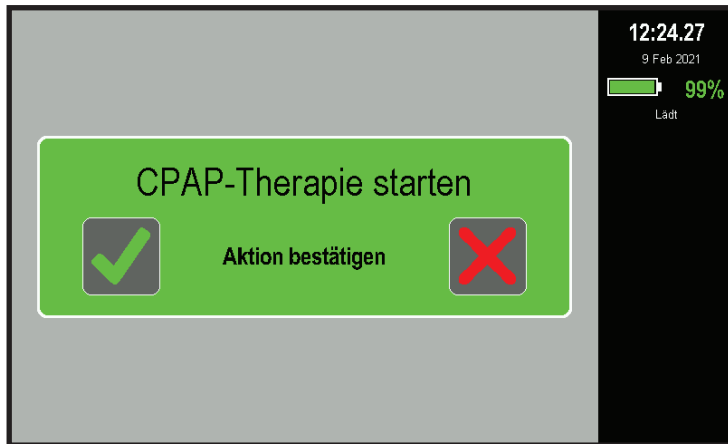 12:24.27
9 Feb 2021
99%
Lädt
CPAP-Therapie starten
Aktion bestätigen